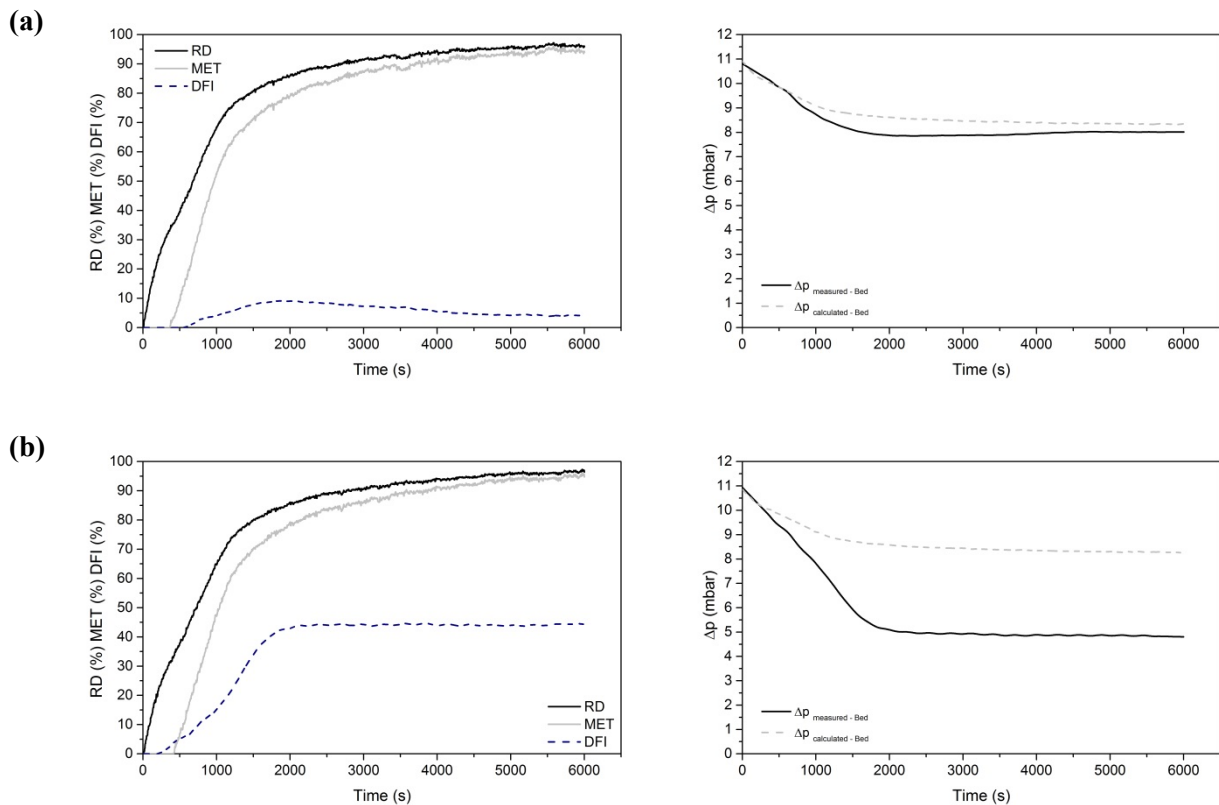 (a)
100
90
80
70
60
50
40
30
20
10
0
RD (%) MET (%) DFI (%)
RD
MET
DFI
0 1000 2000 3000 4000 5000 6000
Time (s)
12
11
10
9
8
7
6
5
4
3
2
1
0
Δp (mbar)
Δp measured - Bed
Δp calculated - Bed
0 1000 2000 3000 4000 5000 6000
Time (s)
(b)
100
90
80
70
60
50
40
30
20
10
0
RD (%) MET (%) DFI (%)
RD
MET
DFI
0 1000 2000 3000 4000 5000 6000
Time (s)
12
11
10
9
8
7
6
5
4
3
2
1
0
Δp (mbar)
Δp measured - Bed
Δp calculated - Bed
0 1000 2000 3000 4000 5000 6000
Time (s)